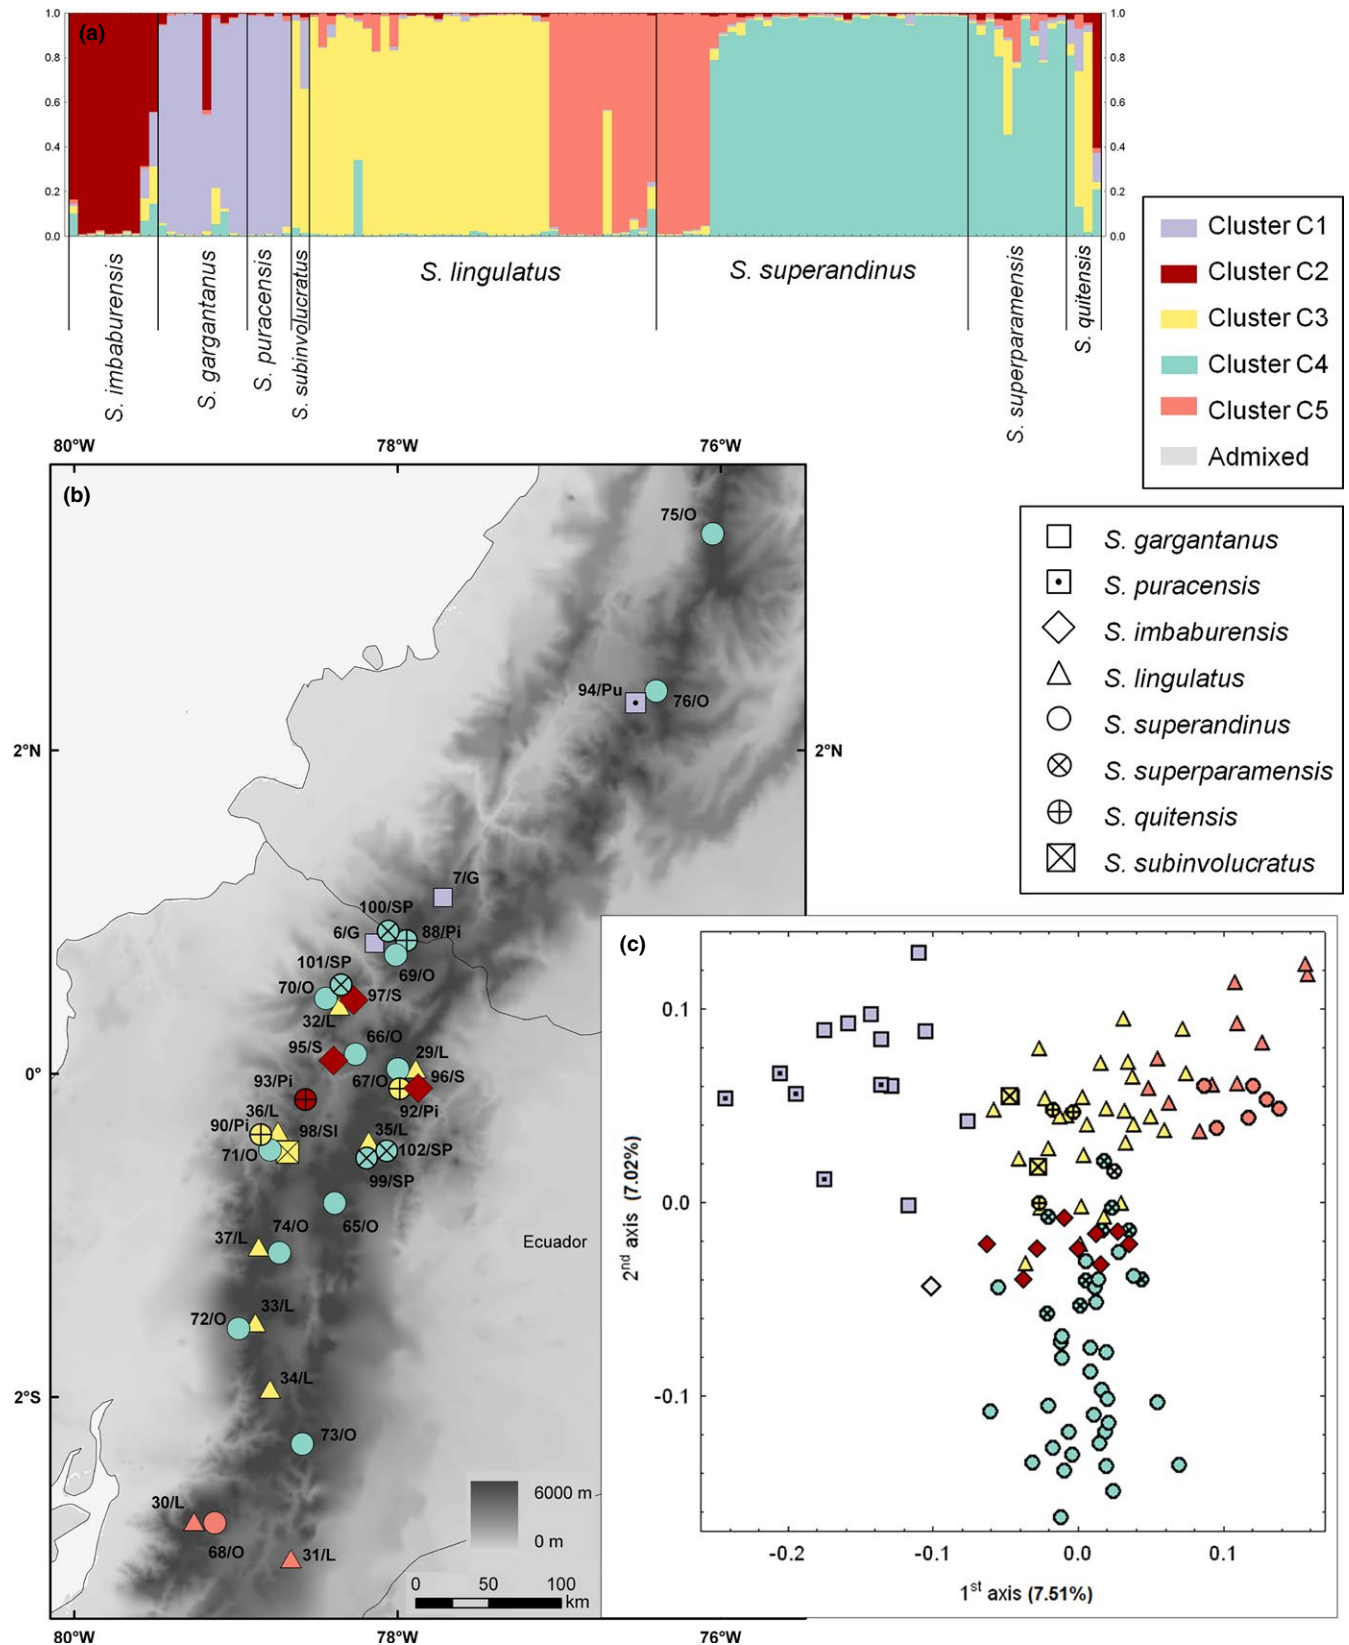 (a)
1.0
0.8
0.6
0.4
0.2
0.0
1.0
0.8
0.6
0.4
0.2
0.0
S. imbaburensis
S. gargantanus
S. puracensis
S. subinvolucratus
S. lingulatus
S. superandinus
S. superparamensis
S. quitensis
Cluster C1
Cluster C2
Cluster C3
Cluster C4
Cluster C5
Admixed
S. gargantanus
S. puracensis
S. imbaburensis
S. lingulatus
S. superandinus
S. superparamensis
S. quitensis
S. subinvolucratus
80°W
78°W
76°W
(b)
75/O
94/Pu
76/O
2°N
2°N
7/G
100/SP
6/G
88/Pi
101/SP
69/O
70/O
97/S
32/L
66/O
95/S
29/L
0°
67/O
96/S
93/Pi
92/Pi
36/L
90/Pi
98/SI
35/L
71/O
102/SP
99/SP
65/O
74/O
37/L
Ecuador
33/L
72/O
34/L
2°S
73/O
6000 m
0 m
30/L
68/O
31/L
0
50
100
km
80°W
78°W
76°W
(c)
0.1
0.0
-0.1
2nd axis (7.02%)
-0.2
-0.1
0.0
0.1
1st axis (7.51%)